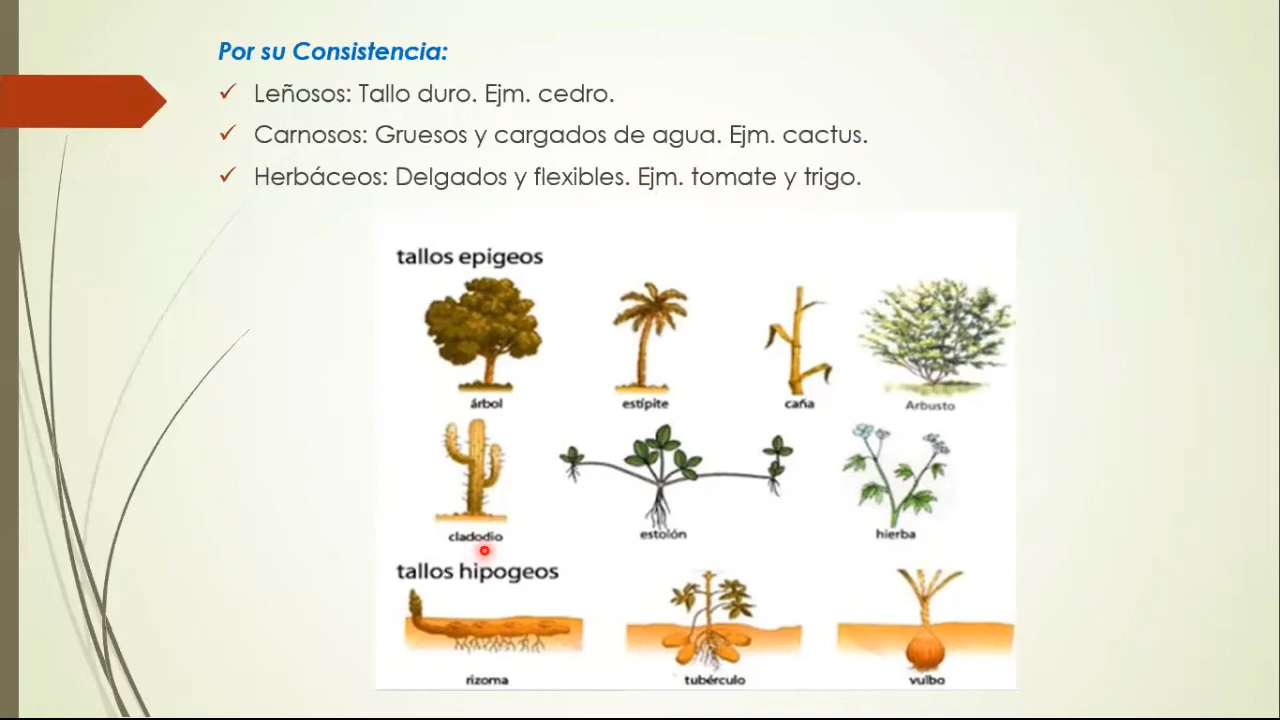 Por su Consistencia:
Leñosos: Tallo duro. Ejm. cedro.
Carnosos: Gruesos y cargados de agua. Ejm. cactus.
Herbáceos: Delgados y flexibles. Ejm. tomate y trigo.
tallos epigeos
árbol estípite caña Arbusto
cladodio estolón hierba
tallos hipogeos
rizoma tubérculo vulbo